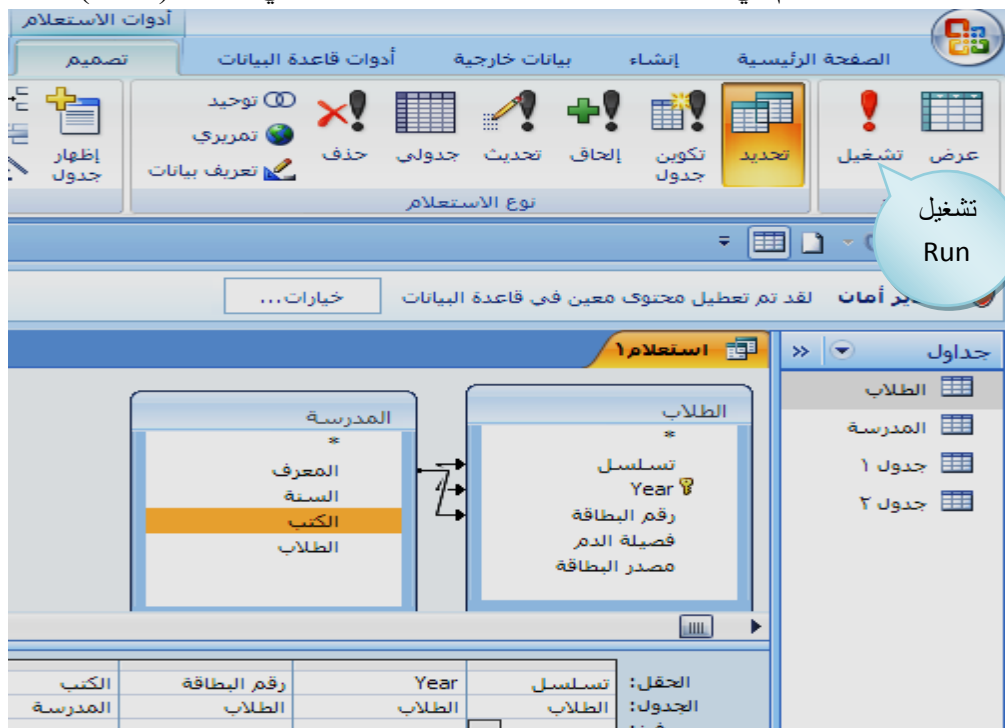 أدوات الاستعلام
الصفحة الرئيسية إنشاء بيانات خارجية أدوات قاعدة البيانات تصميم
عرض تشغيل تحديد تكوين جدول إلحاق تحديث جدولي حذف
توحيد
تمريري
تعريف بيانات
إظهار جدول
نوع الاستعلام
تشغيل
Run
أمان لقد تم تعطيل محتوى معين في قاعدة البيانات خيارات...
جداول »
الطلاب
المدرسة
جدول ١
جدول ٢
استعلام١
الطلاب
*
تسلسل
Year
رقم البطاقة
فصيلة الدم
مصدر البطاقة
المدرسة
*
المعرف
السنة
الكتب
الطلاب
الحقل: تسلسل Year رقم البطاقة الكتب
الجدول: الطلاب الطلاب الطلاب المدرسة